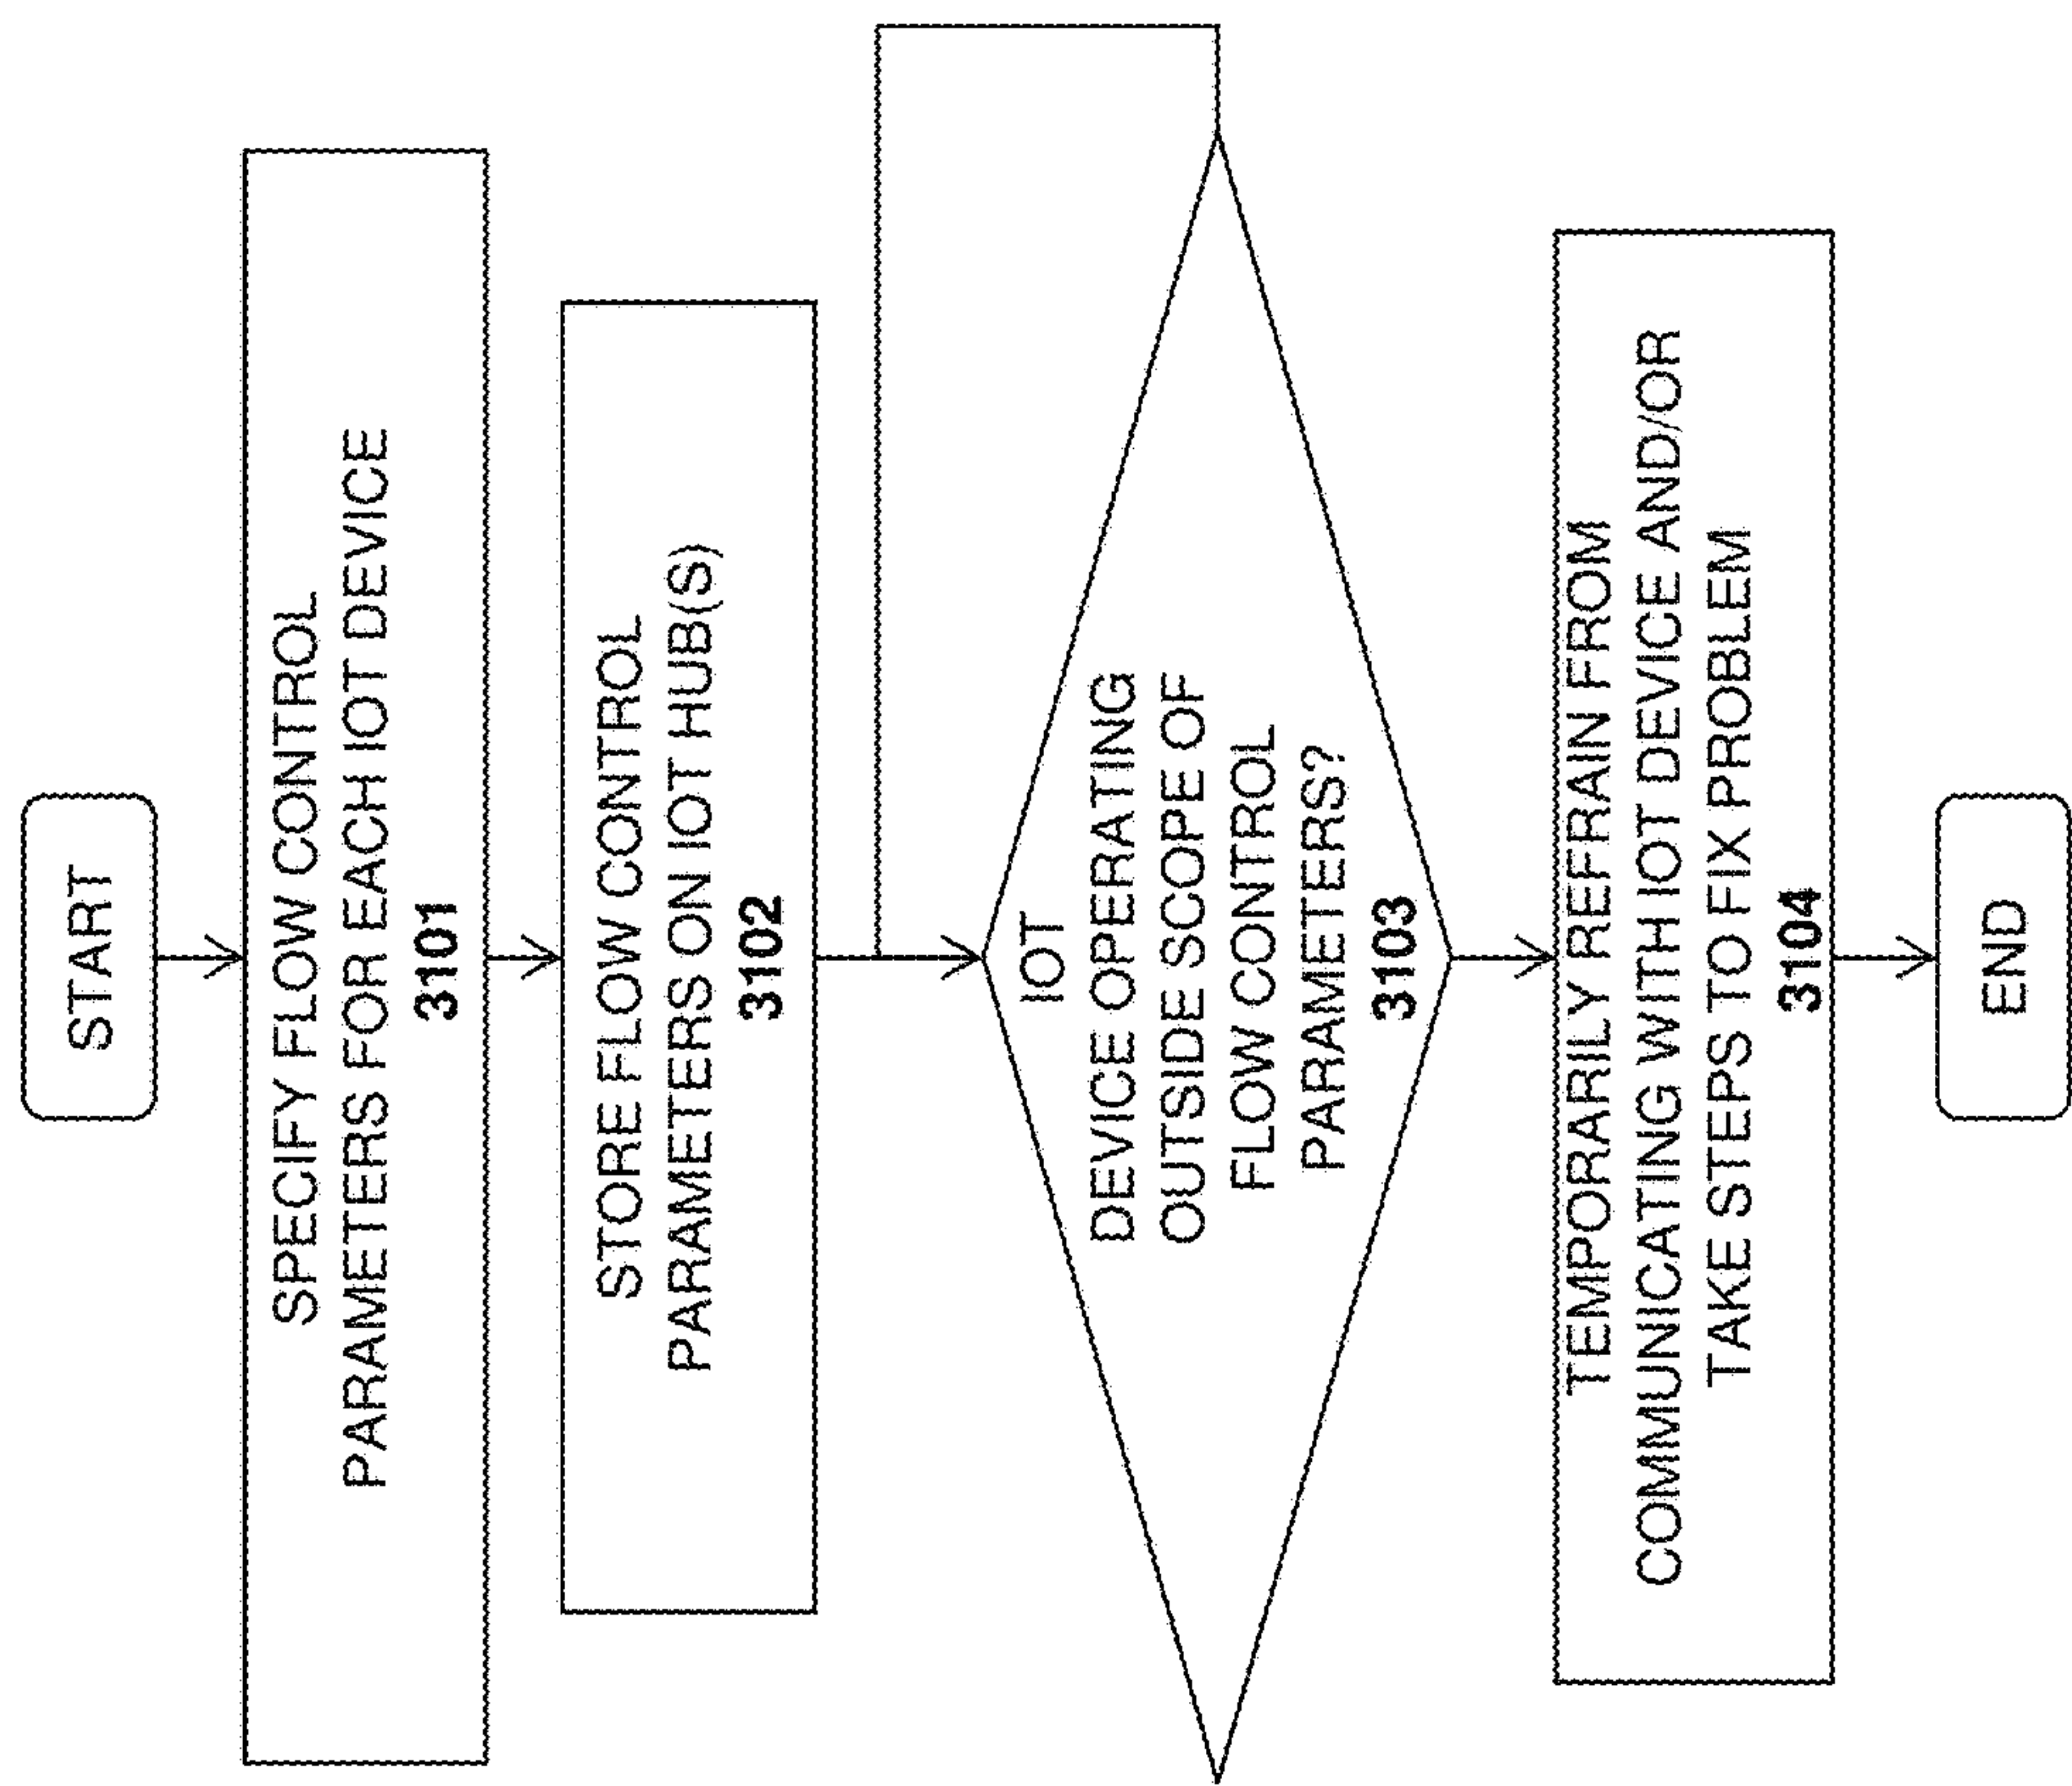 START
SPECIFY FLOW CONTROL
PARAMETERS FOR EACH IOT DEVICE
3101
STORE FLOW CONTROL
PARAMETERS ON IOT HUB(S)
3102
IOT
DEVICE OPERATING
OUTSIDE SCOPE OF
FLOW CONTROL
PARAMETERS?
3103
TEMPORARILY REFRAIN FROM
COMMUNICATING WITH IOT DEVICE AND/OR
TAKE STEPS TO FIX PROBLEM
3104
END